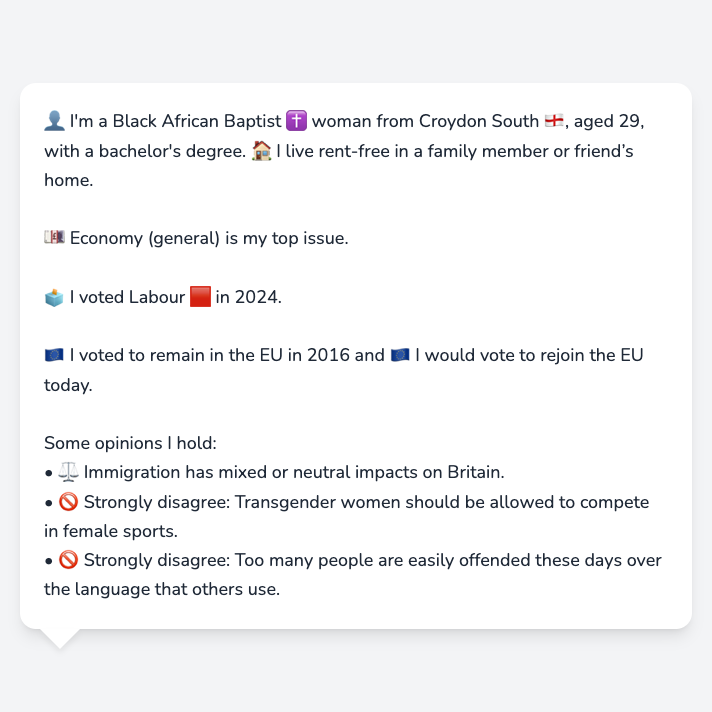 👤 I'm a Black African Baptist ✝️ woman from Croydon South 🏴󠁧󠁢󠁥󠁮󠁧󠁿, aged 29,
with a bachelor's degree. 🏠 I live rent-free in a family member or friend’s
home.
💷 Economy (general) is my top issue.
🗳️ I voted Labour 🟥 in 2024.
🇪🇺 I voted to remain in the EU in 2016 and 🇪🇺 I would vote to rejoin the EU
today.
Some opinions I hold:
• ⚖️ Immigration has mixed or neutral impacts on Britain.
• 🚫 Strongly disagree: Transgender women should be allowed to compete
in female sports.
• 🚫 Strongly disagree: Too many people are easily offended these days over
the language that others use.